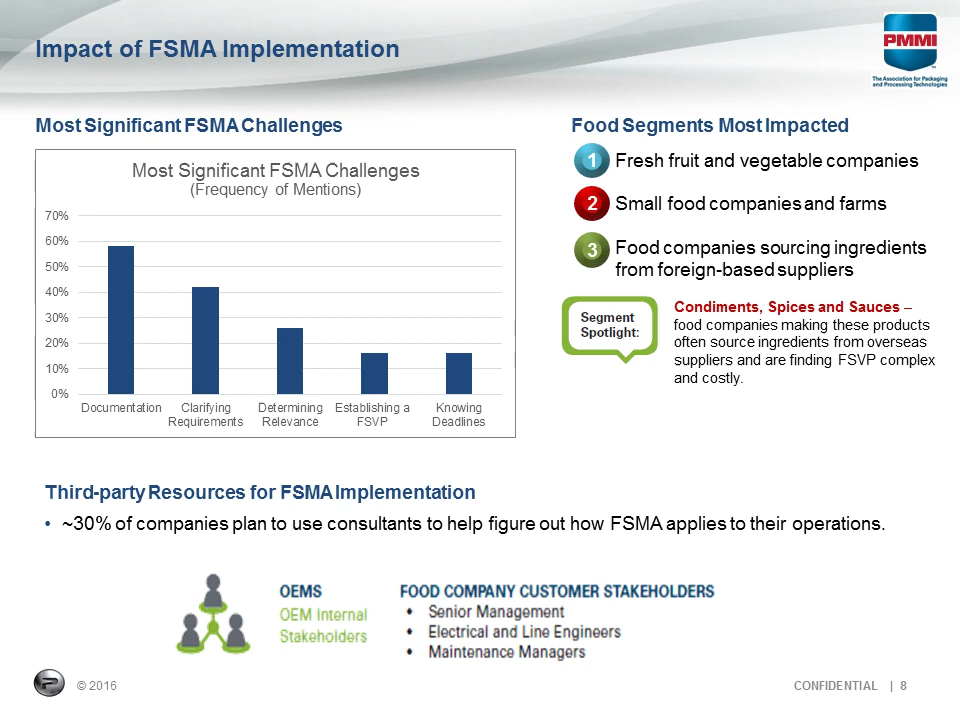 Impact of FSMA Implementation
PMMI
The Association for Packaging
and Processing Technologies
Most Significant FSMA Challenges
Most Significant FSMA Challenges
(Frequency of Mentions)
70%
60%
50%
40%
30%
20%
10%
0%
Documentation
Clarifying
Requirements
Determining
Relevance
Establishing a
FSVP
Knowing
Deadlines
Food Segments Most Impacted
1 Fresh fruit and vegetable companies
2 Small food companies and farms
3 Food companies sourcing ingredients
from foreign-based suppliers
Segment
Spotlight:
Condiments, Spices and Sauces –
food companies making these products
often source ingredients from overseas
suppliers and are finding FSVP complex
and costly.
Third-party Resources for FSMA Implementation
• ~30% of companies plan to use consultants to help figure out how FSMA applies to their operations.
OEMS
OEM Internal
Stakeholders
FOOD COMPANY CUSTOMER STAKEHOLDERS
• Senior Management
• Electrical and Line Engineers
• Maintenance Managers
P
© 2016
CONFIDENTIAL | 8